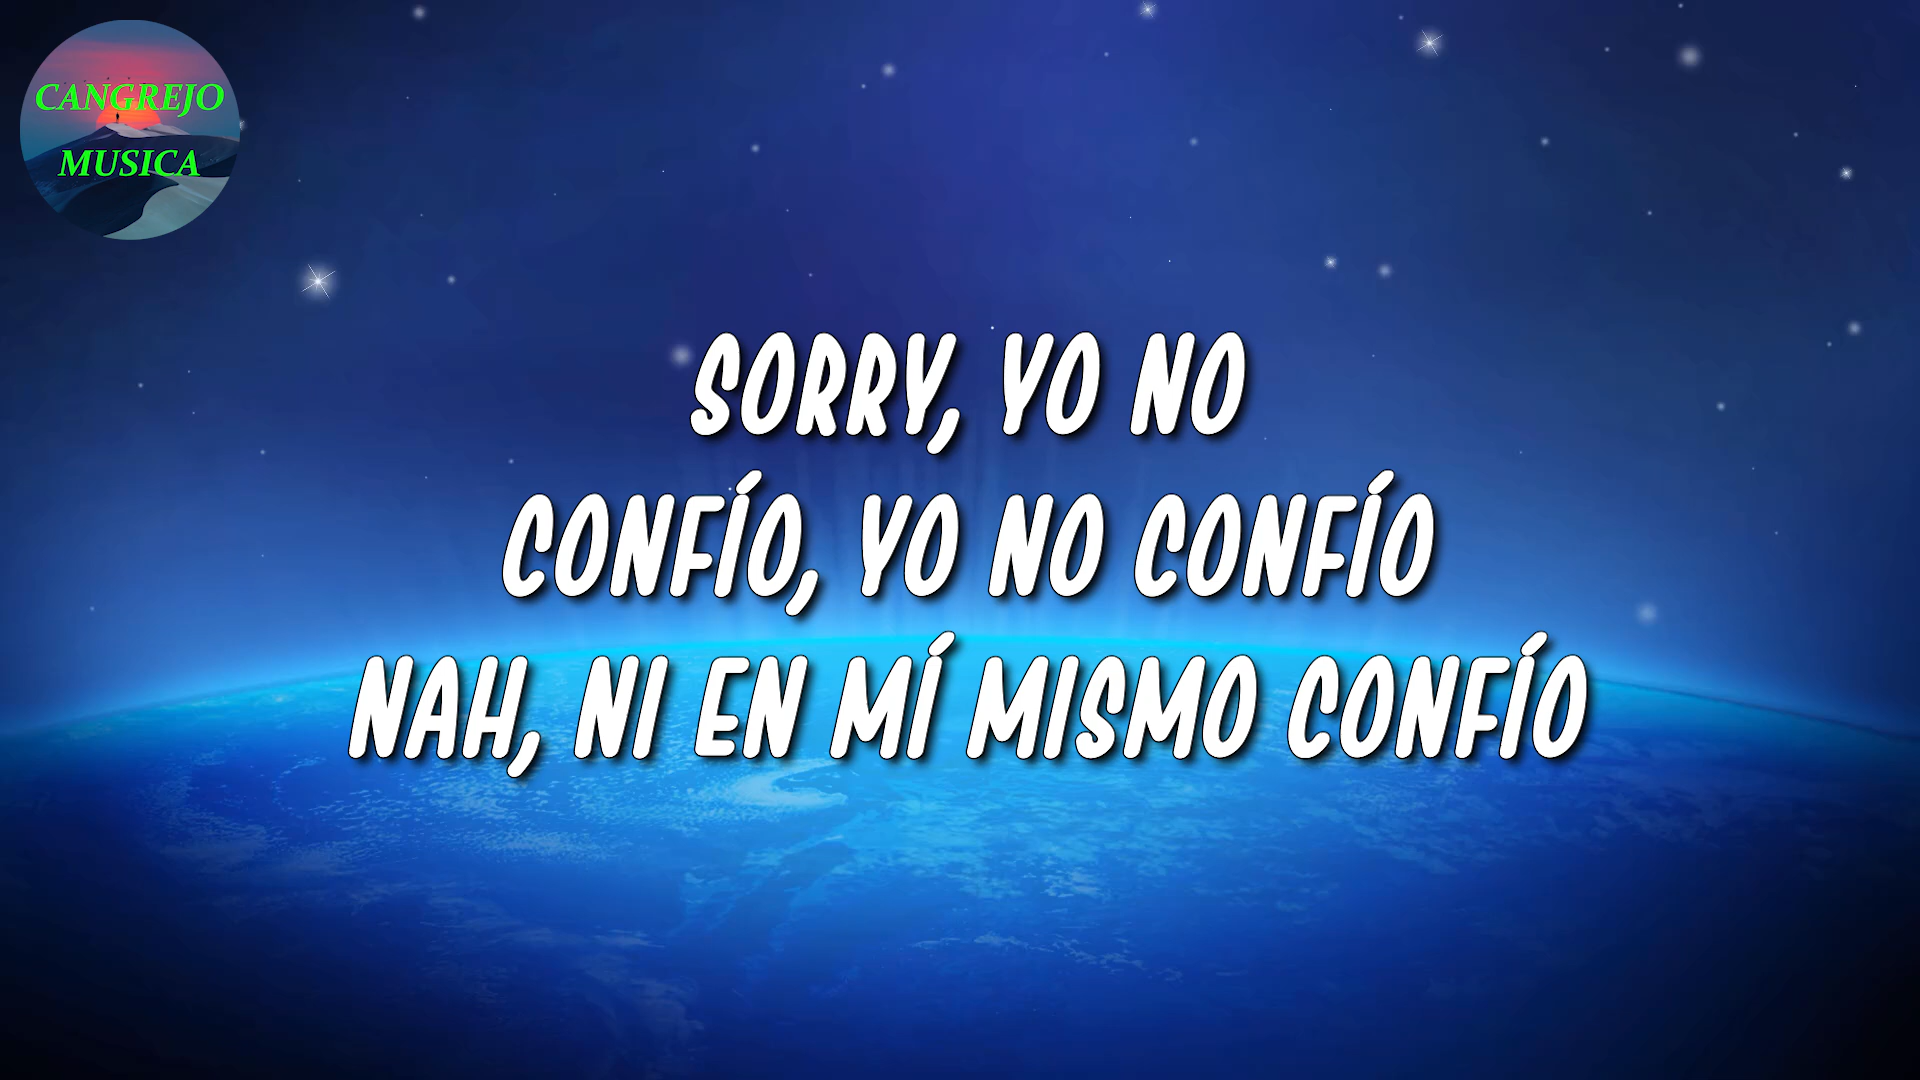 CANGREJO
MUSICA
SORRY, YO NO
CONFÍO, YO NO CONFÍO
NAH, NI EN MÍ MISMO CONFÍO